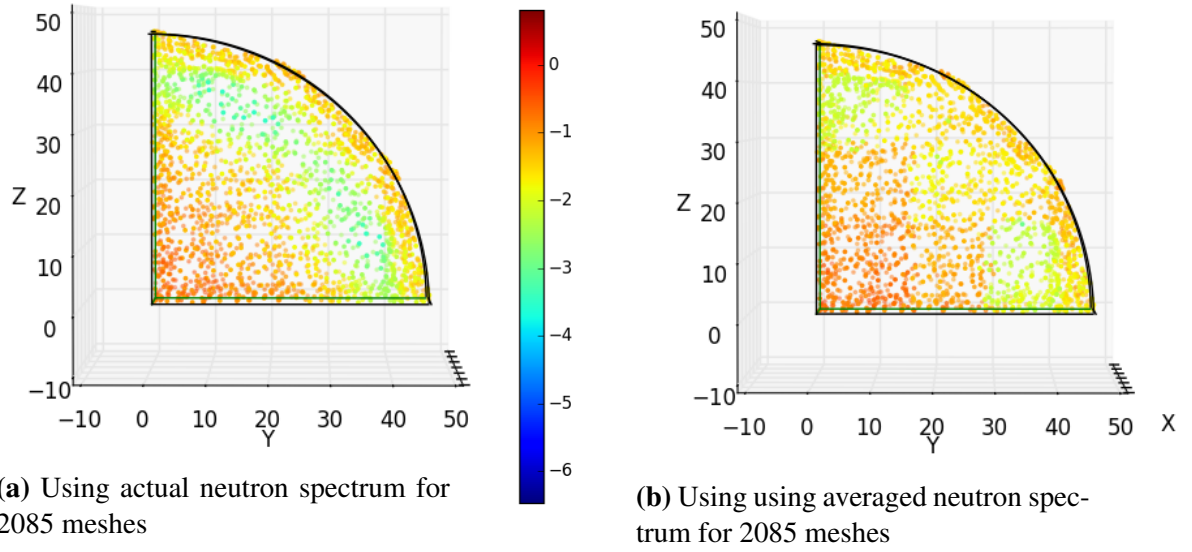 50
40
30
Z
20
10
0
−10
−10 0 10 20 30 40 50
Y
0
−1
−2
−3
−4
−5
−6
50
40
30
Z 20
10
0
−10
−10 0 10 20 30 40 50 X
Y
(a) Using actual neutron spectrum for
2085 meshes
(b) Using using averaged neutron spec-
trum for 2085 meshes